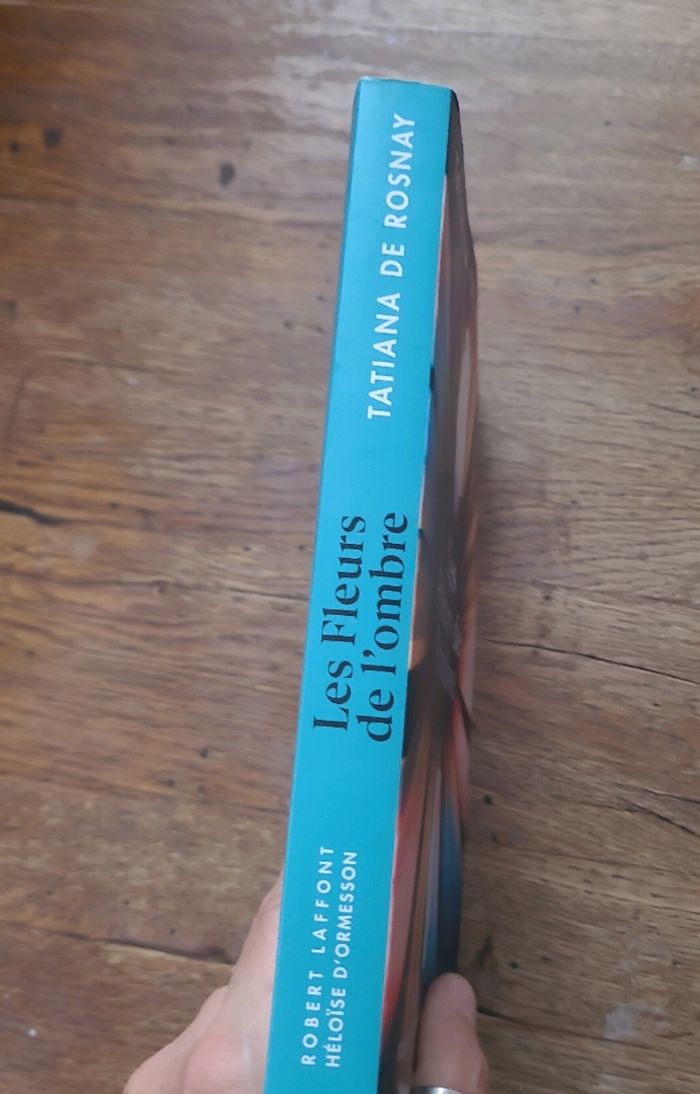 TATIANA DE ROSNAY
Les Fleurs
de l'ombre
ROBERT LAFFONT
HÉLOÏSE D'ORMESSON